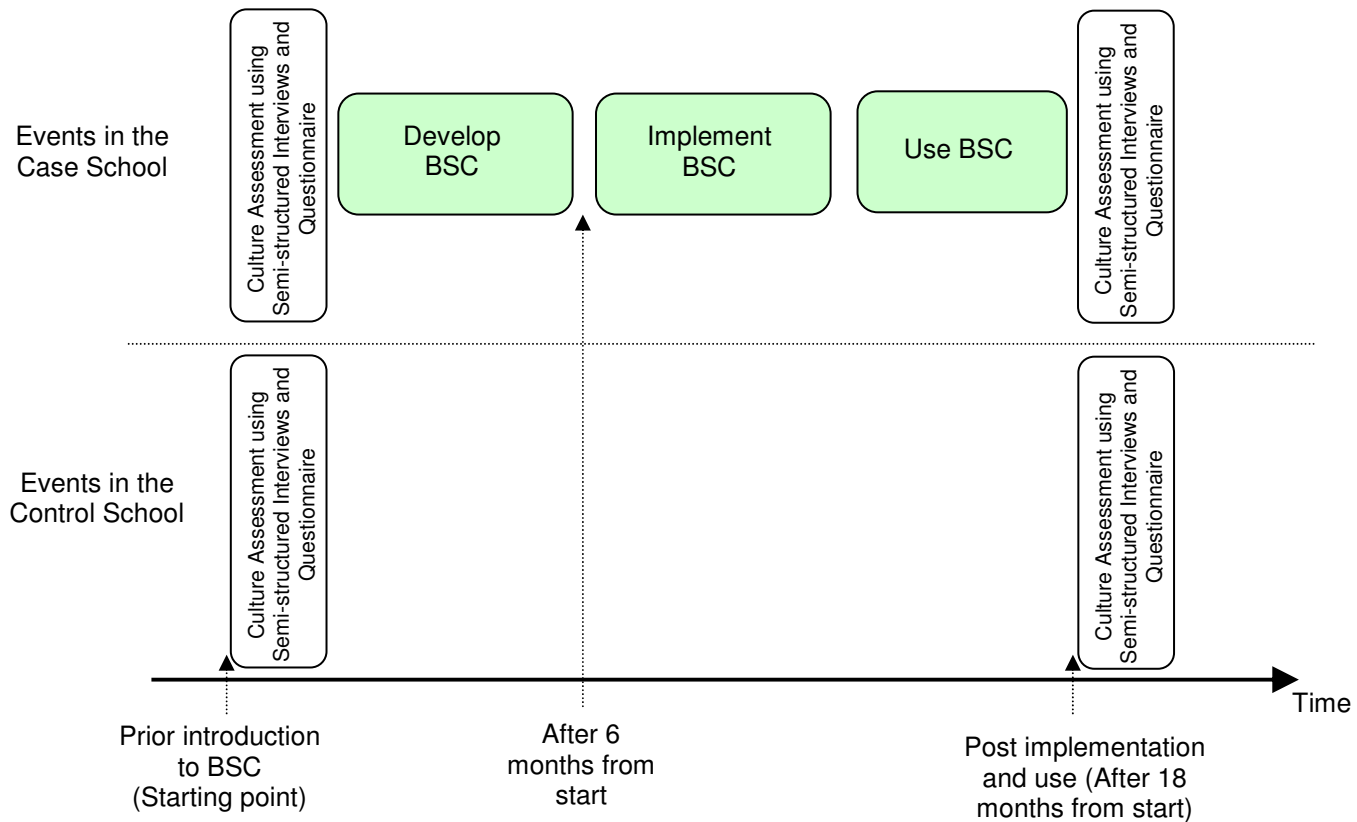 Events in the
Case School
Culture Assessment using
Semi-structured Interviews and
Questionnaire
Develop
BSC
Implement
BSC
Use BSC
Culture Assessment using
Semi-structured Interviews and
Questionnaire
Events in the
Control School
Culture Assessment using
Semi-structured Interviews and
Questionnaire
Culture Assessment using
Semi-structured Interviews and
Questionnaire
Time
Prior introduction
to BSC
(Starting point)
After 6
months from
start
Post implementation
and use (After 18
months from start)